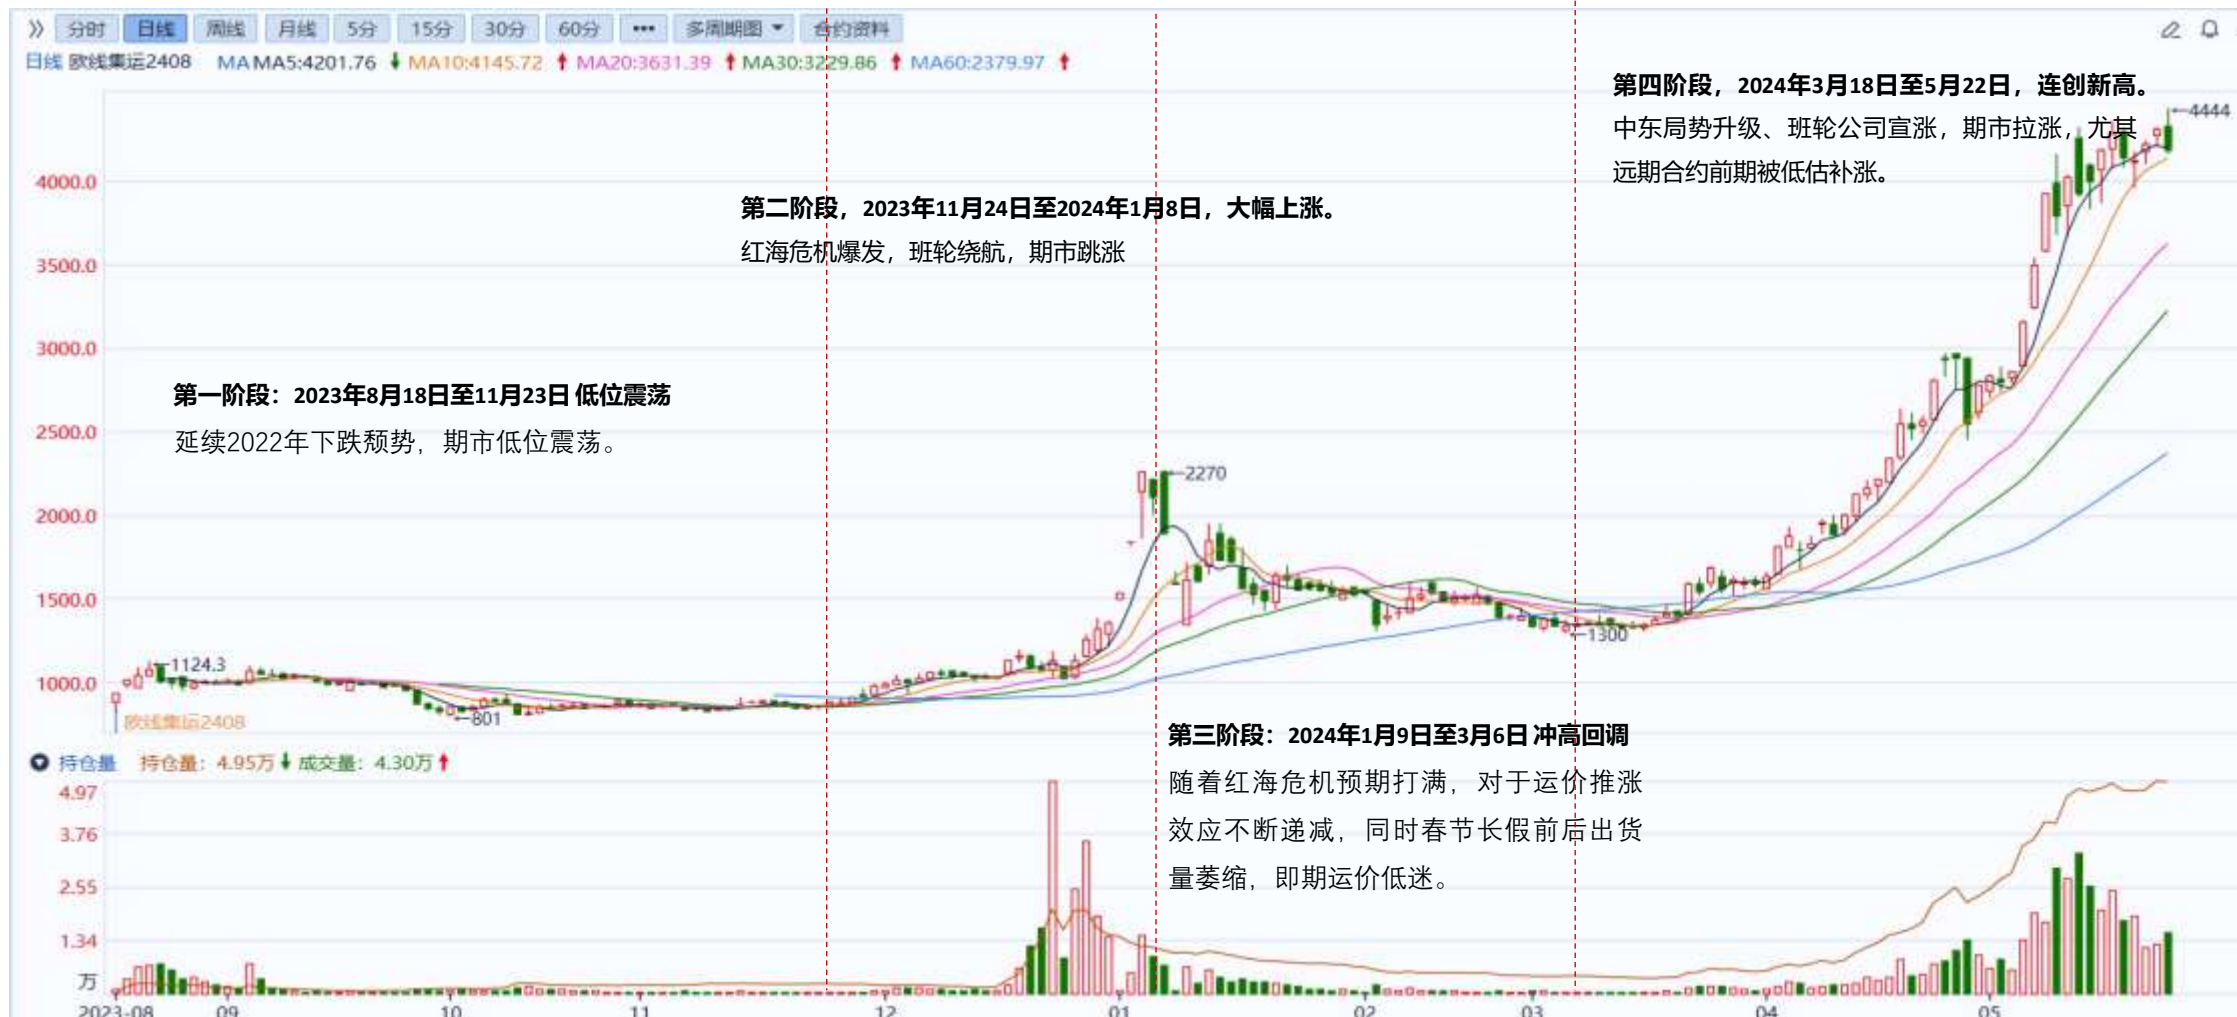 分时 日线 周线 月线 5分 15分 30分 60分 ••• 多周期图 合约资料
日线 欧线集运2408 MA MA5:4201.76 MA10:4145.72 MA20:3631.39 MA30:3229.86 MA60:2379.97
第四阶段，2024年3月18日至5月22日，连创新高。
4444
中东局势升级、班轮公司宣涨，期市拉涨，尤其
远期合约前期被低估补涨。
4000.0
第二阶段，2023年11月24日至2024年1月8日，大幅上涨。
红海危机爆发，班轮绕航，期市跳涨
3500.0
3000.0
第一阶段：2023年8月18日至11月23日 低位震荡
延续2022年下跌颓势，期市低位震荡。
2500.0
2270
2000.0
1500.0
1300
1124.3
1000.0
801
欧线集运2408
第三阶段：2024年1月9日至3月6日 冲高回调
随着红海危机预期打满，对于运价推涨
效应不断递减，同时春节长假前后出货
量萎缩，即期运价低迷。
持仓量 持仓量：4.95万 成交量：4.30万
4.97
3.76
2.55
1.34
万
2023-08 09 10 11 12 01 02 03 04 05